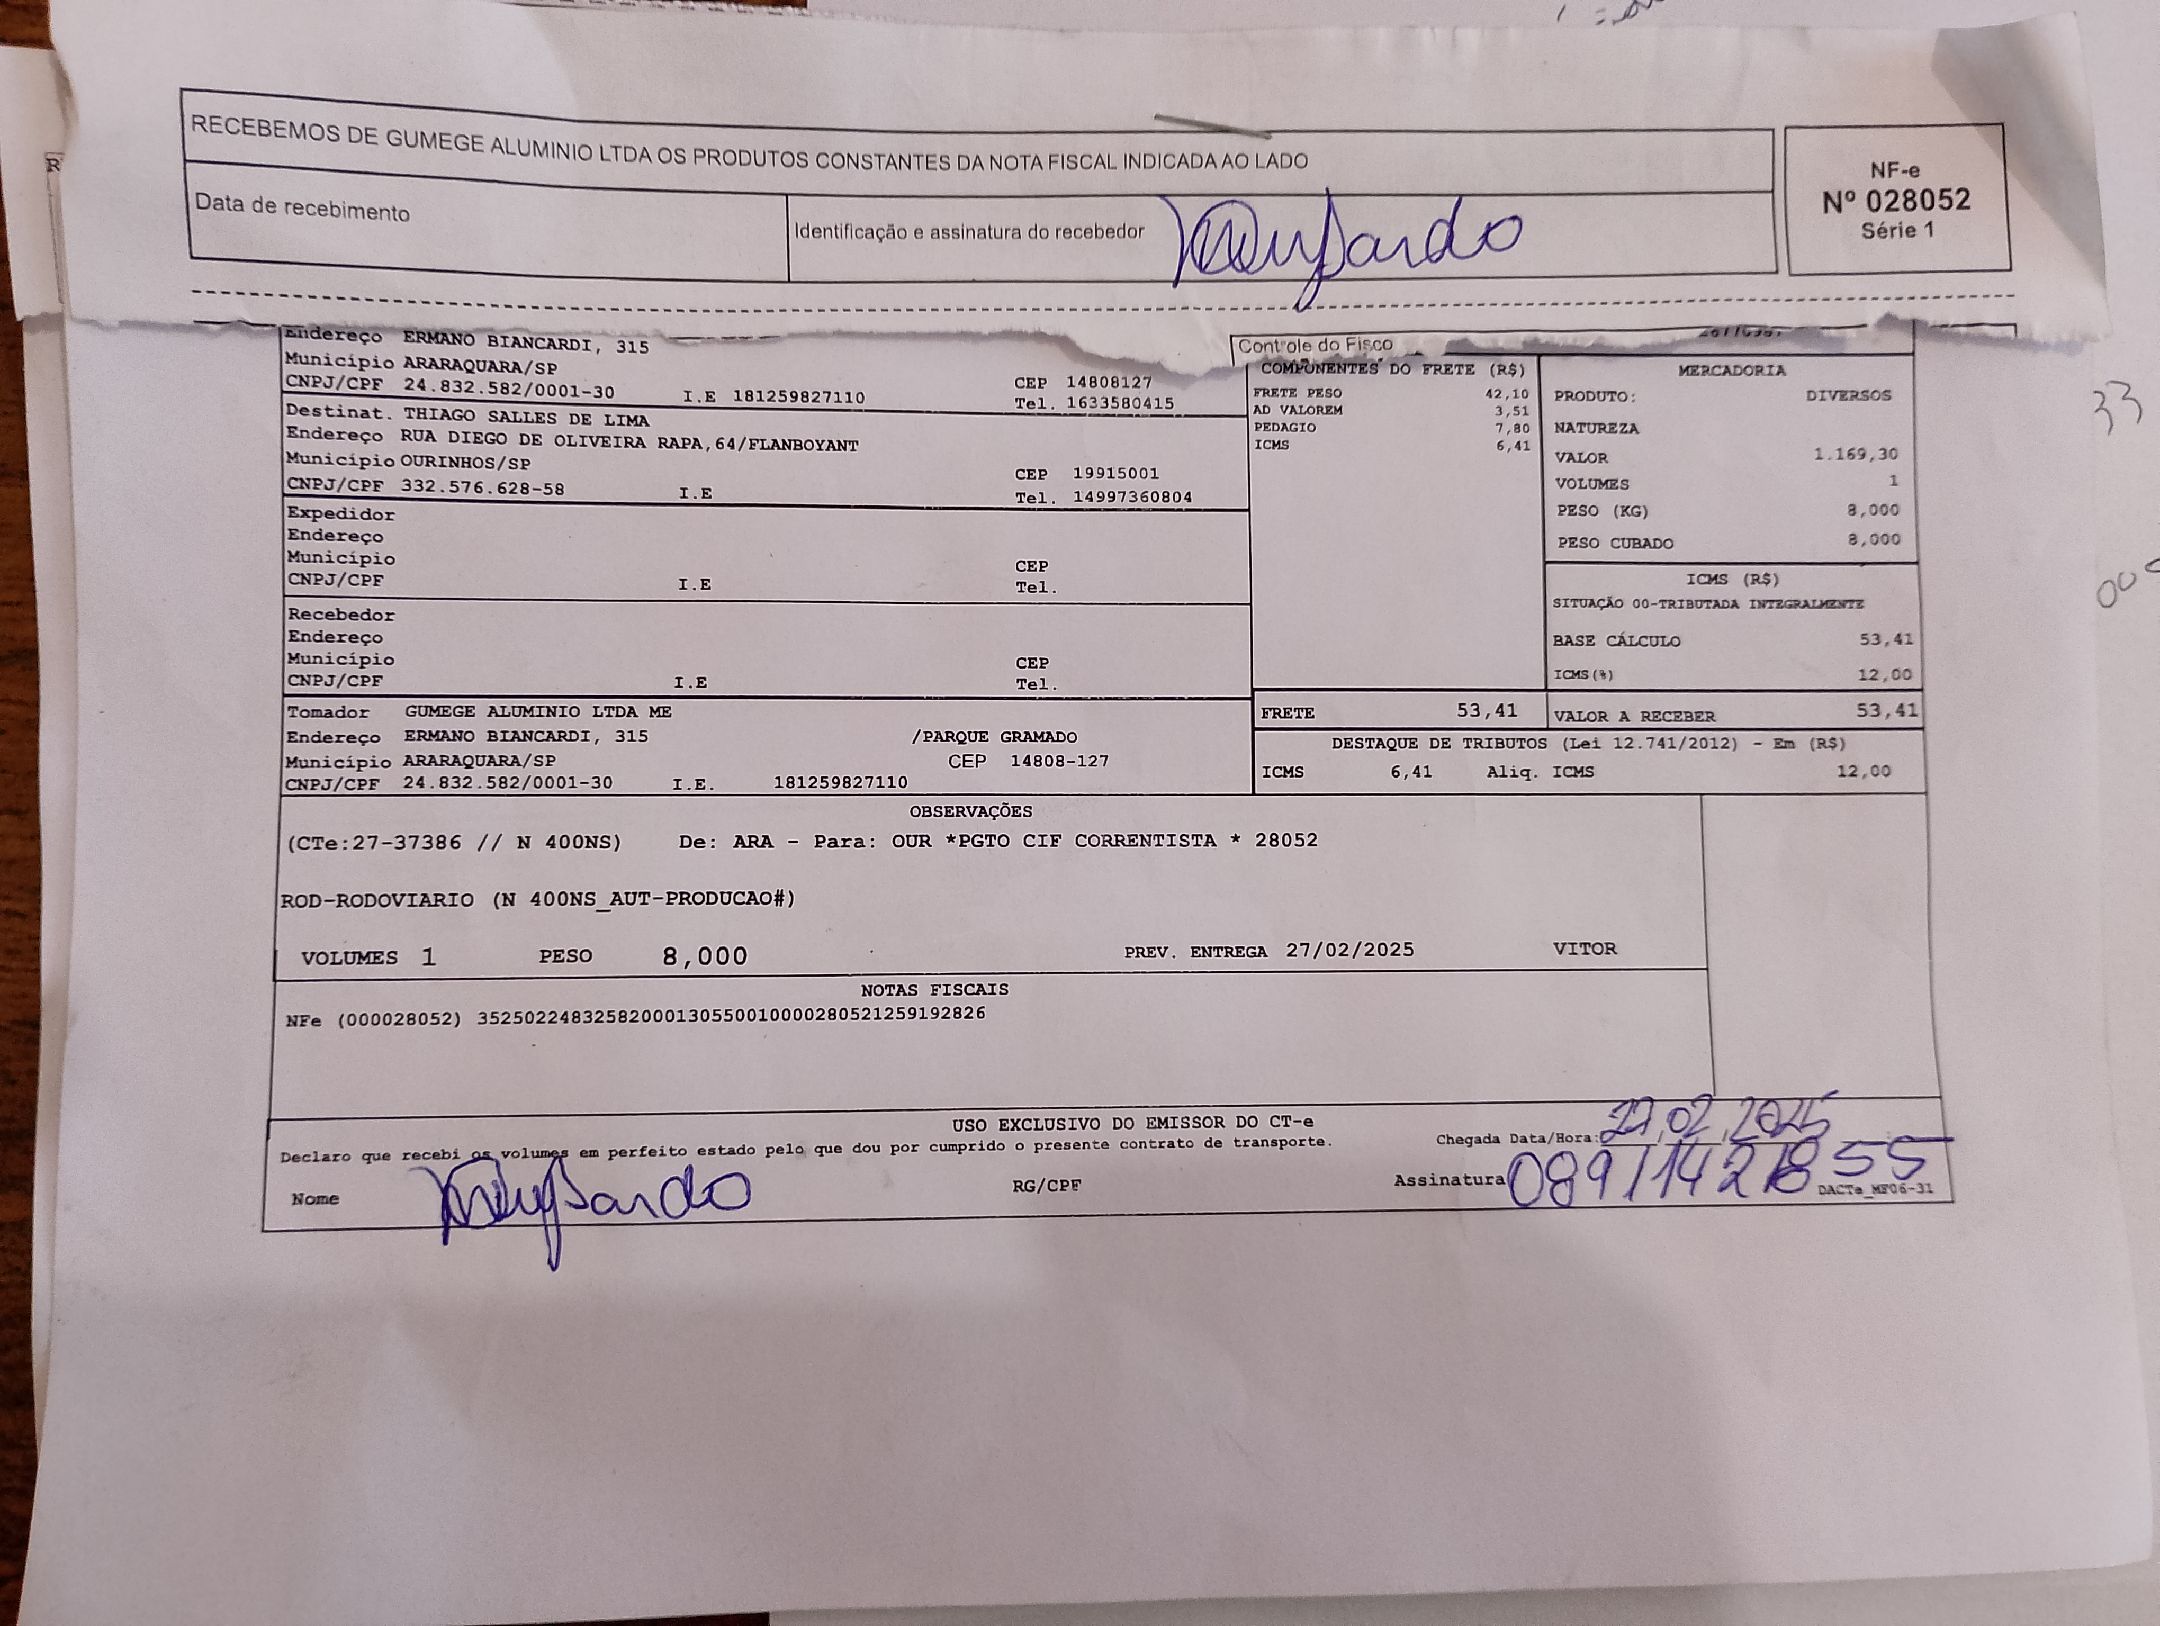 RECEBEMOS DE GUMEGE ALUMINIO LTDA OS PRODUTOS CONSTANTES DA NOTA FISCAL INDICADA AO LADO
Data de recebimento
Identificação e assinatura do recebedor
NF-e
Nº 028052
Série 1
Endereço ERMANO BIANCARDI, 315
Município ARARAQUARA/SP
CEP 14808127
CNPJ/CPF 24.832.582/0001-30 I.E 181259827110
Tel. 1633580415
Destinat. THIAGO SALLES DE LIMA
Endereço RUA DIEGO DE OLIVEIRA RAPA,64/FLANBOYANT
Município OURINHOS/SP
CEP 19915001
CNPJ/CPF 332.576.628-58 I.E
Tel. 14997360804
Expedidor
Endereço
Município
CEP
CNPJ/CPF I.E Tel.
Recebedor
Endereço
Município
CEP
CNPJ/CPF I.E Tel.
Tomador GUMEGE ALUMINIO LTDA ME
Endereço ERMANO BIANCARDI, 315 /PARQUE GRAMADO
Município ARARAQUARA/SP CEP 14808-127
CNPJ/CPF 24.832.582/0001-30 I.E. 181259827110
Controle do Fisco
COMPONENTES DO FRETE (R$)
FRETE PESO 42,10
AD VALOREM 3,51
PEDAGIO 7,80
ICMS 6,41
MERCADORIA
PRODUTO: DIVERSOS
NATUREZA
VALOR 1.169,30
VOLUMES 1
PESO (KG) 8,000
PESO CUBADO 8,000
ICMS (R$)
SITUAÇÃO 00-TRIBUTADA INTEGRALMENTE
BASE CÁLCULO 53,41
ICMS(%) 12,00
FRETE 53,41
VALOR A RECEBER 53,41
DESTAQUE DE TRIBUTOS (Lei 12.741/2012) - Em (R$)
ICMS 6,41 Aliq. ICMS 12,00
OBSERVAÇÕES
(CTe:27-37386 // N 400NS) De: ARA - Para: OUR *PGTO CIF CORRENTISTA * 28052
ROD-RODOVIARIO (N 400NS_AUT-PRODUCAO#)
VOLUMES 1 PESO 8,000 PREV. ENTREGA 27/02/2025 VITOR
NOTAS FISCAIS
NFe (000028052) 35250224832582000130550010000280521259192826
USO EXCLUSIVO DO EMISSOR DO CT-e
Declaro que recebi os volumes em perfeito estado pelo que dou por cumprido o presente contrato de transporte.
Chegada Data/Hora: 27,02,2025
Nome
RG/CPF
Assinatura
DACTe_MF06-31
33